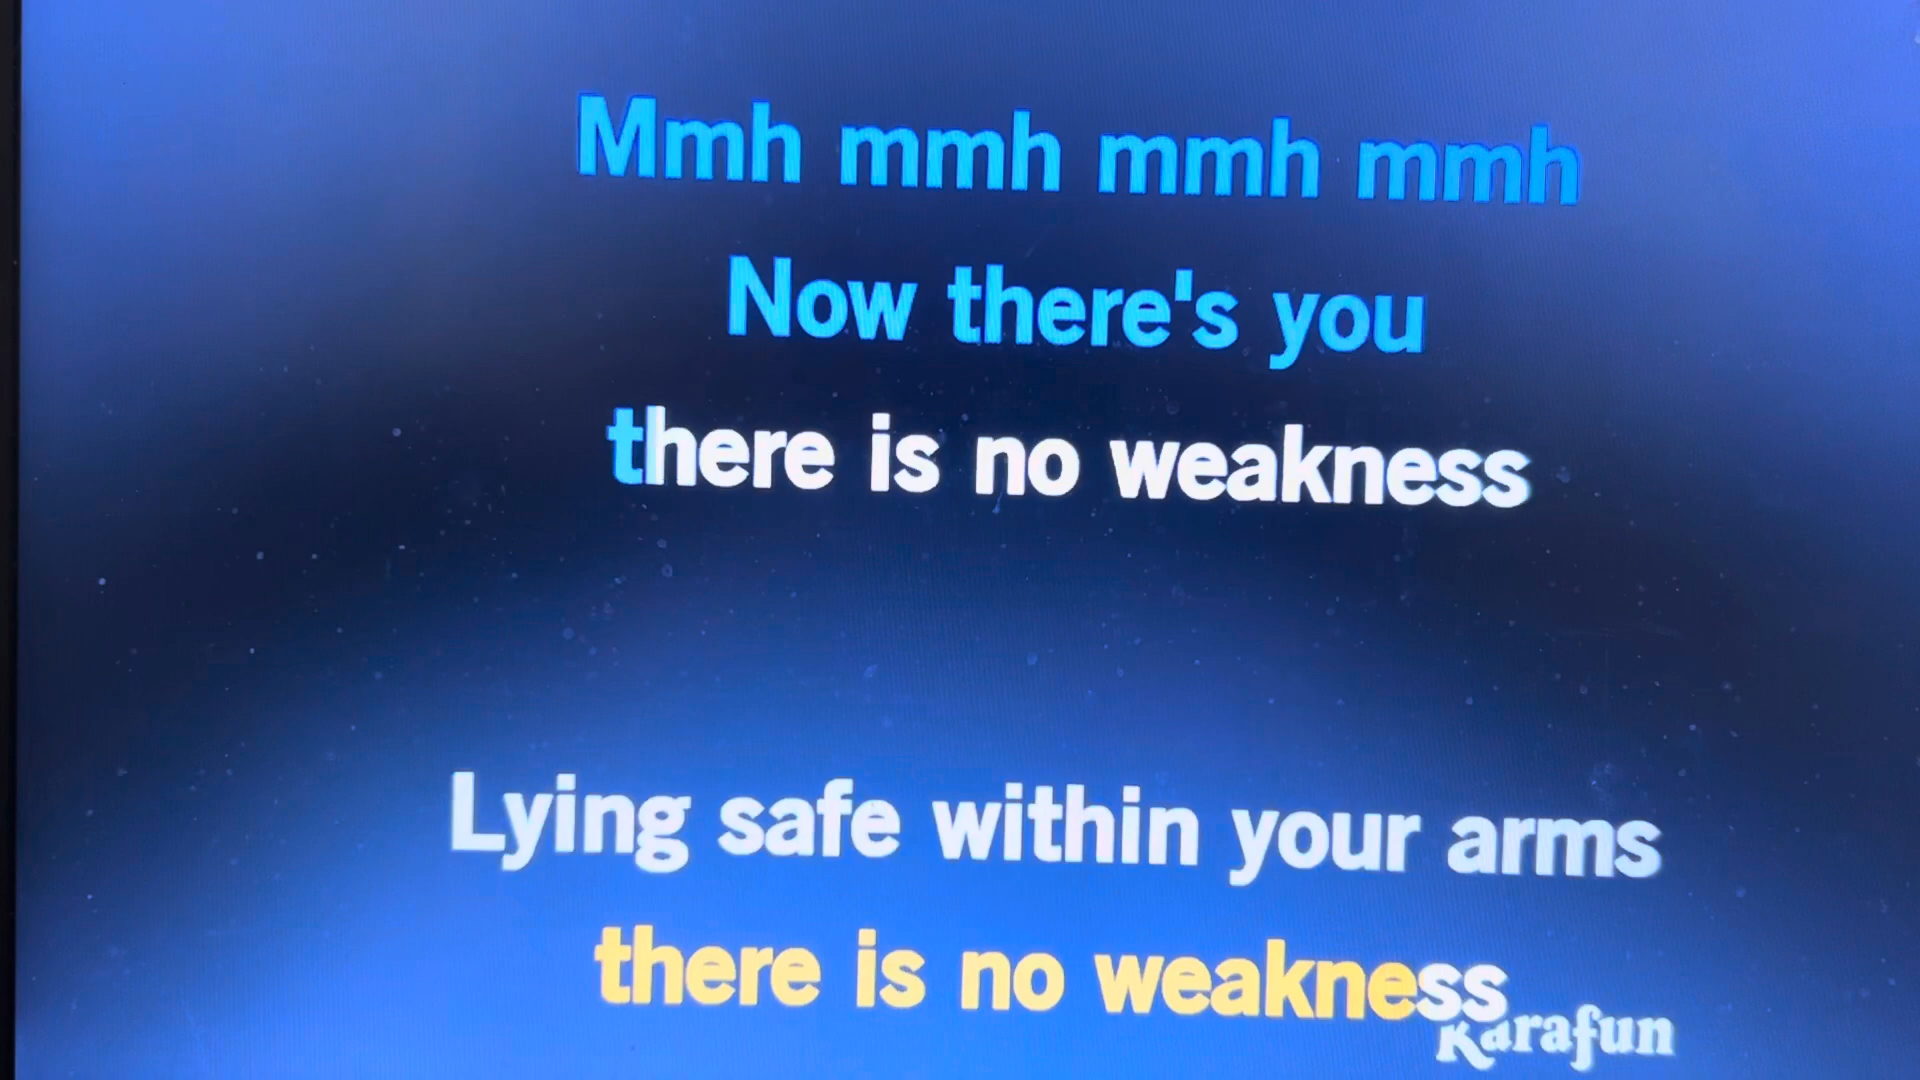 Mmh mmh mmh mmh
Now there's you
there is no weakness
Lying safe within your arms
there is no weakness
Karafun